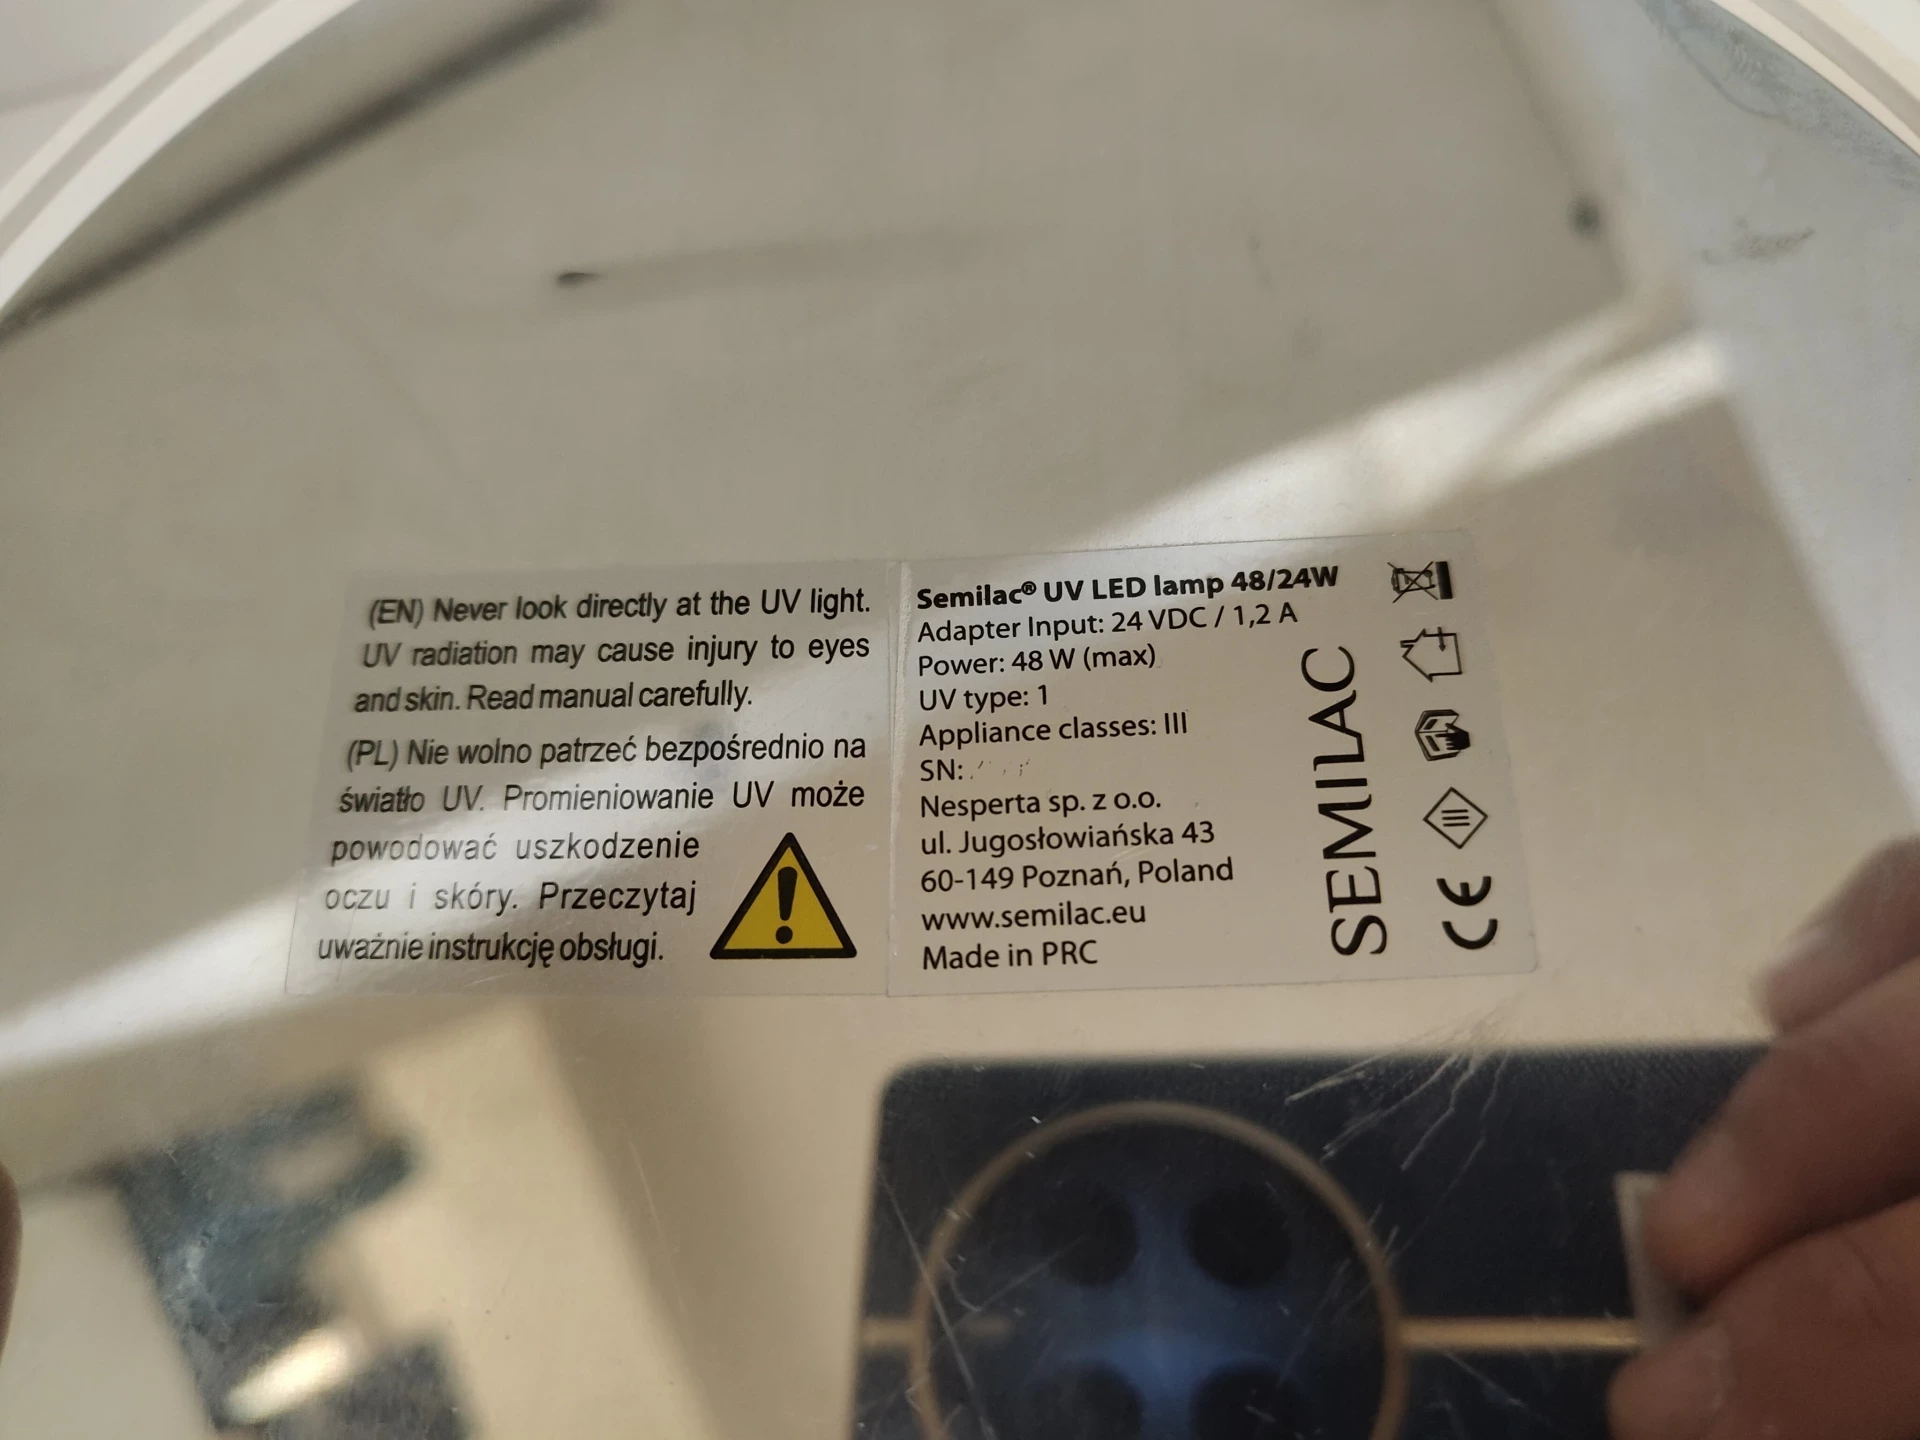 (EN) Never look directly at the UV light.
UV radiation may cause injury to eyes
and skin. Read manual carefully.
(PL) Nie wolno patrzeć bezpośrednio na
światło UV. Promieniowanie UV może
powodować uszkodzenie
oczu i skóry. Przeczytaj
uważnie instrukcję obsługi.
Semilac® UV LED lamp 48/24W
Adapter Input: 24 VDC / 1,2 A
Power: 48 W (max)
UV type: 1
Appliance classes: III
SN:
Nesperta sp. z o.o.
ul. Jugosłowiańska 43
60-149 Poznań, Poland
www.semilac.eu
Made in PRC
SEMILAC
CE